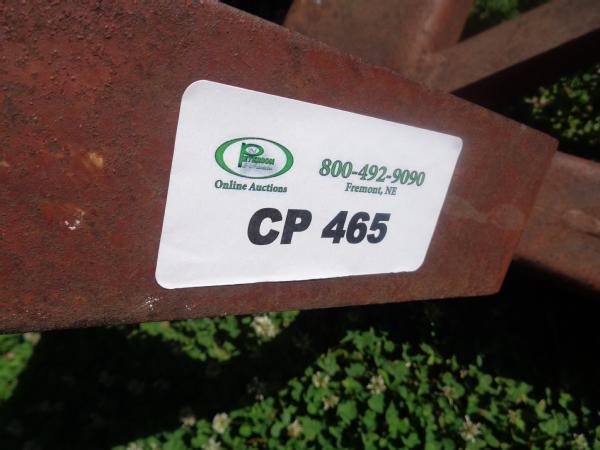 PETERSON
Online Auctions
800-492-9090
Fremont, NE
CP 465